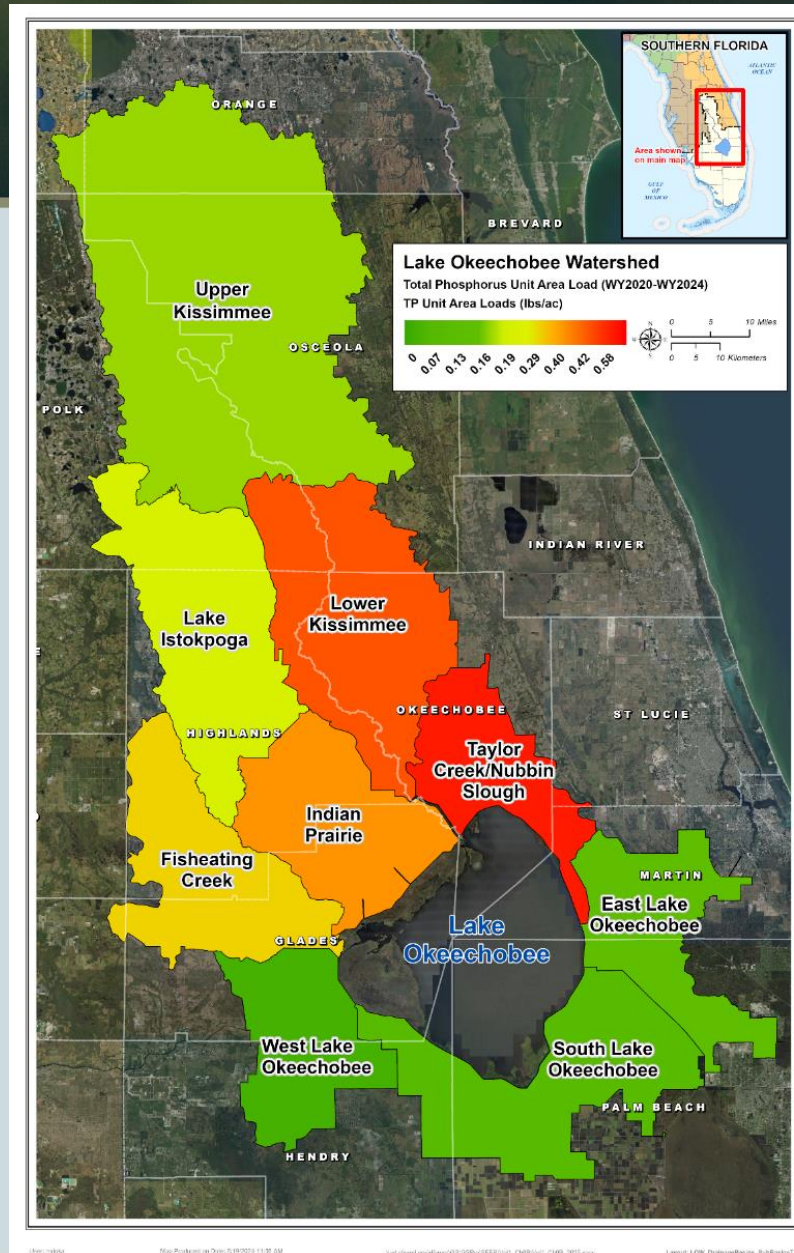 SOUTHERN FLORIDA
ATLANTIC
OCEAN
Area shown
on main map
GULF
OF
MEXICO
ORANGE
BREVARD
Lake Okeechobee Watershed
Total Phosphorus Unit Area Load (WY2020-WY2024)
TP Unit Area Loads (lbs/ac)
0 0.07 0.13 0.16 0.19 0.29 0.40 0.42 0.58
N
0 5 10 Miles
0 5 10 Kilometers
Upper
Kissimmee
OSCEOLA
POLK
INDIAN RIVER
Lake
Istokpoga
Lower
Kissimmee
OKEECHOBEE
ST LUCIE
HIGHLANDS
Taylor
Creek/Nubbin
Slough
Indian
Prairie
Fisheating
Creek
MARTIN
East Lake
Okeechobee
Lake
Okeechobee
GLADES
West Lake
Okeechobee
South Lake
Okeechobee
PALM BEACH
HENDRY